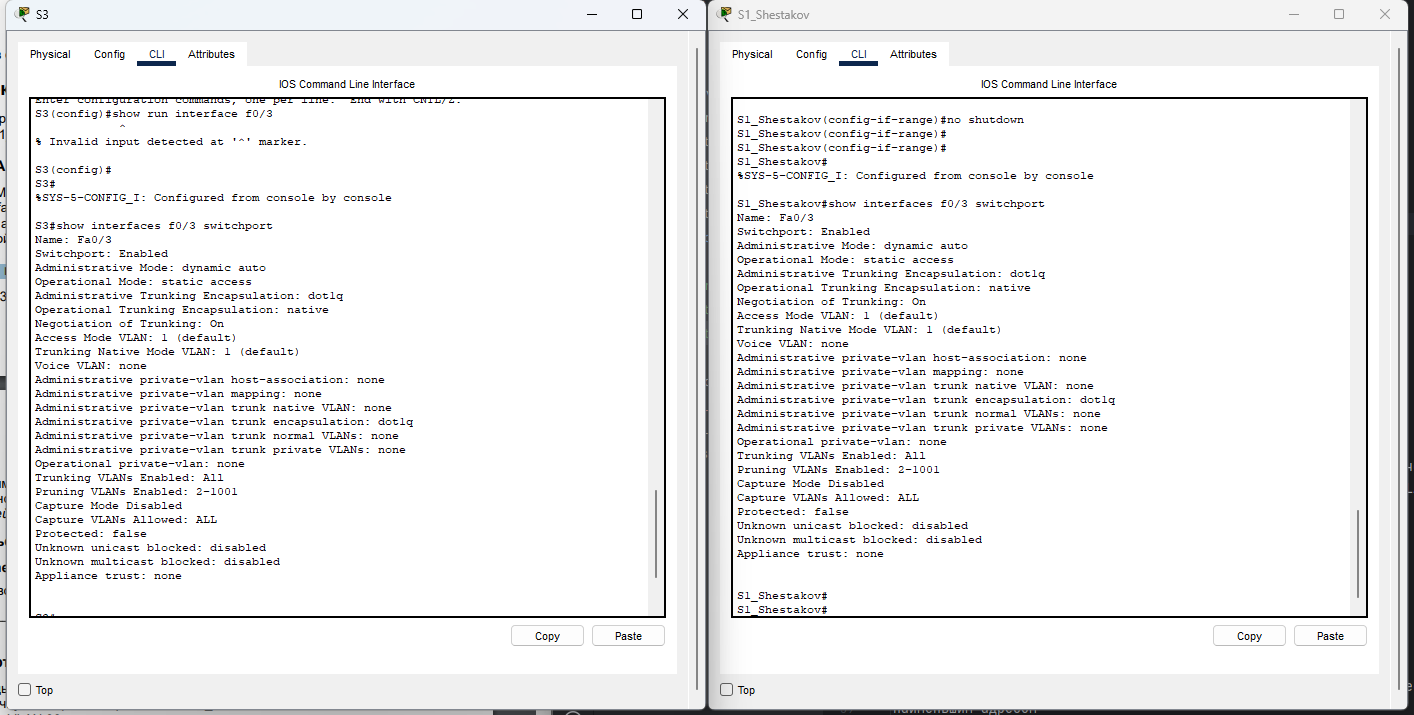 S3
Physical Config CLI Attributes
IOS Command Line Interface
Enter configuration commands, one per line. End with CNTL/Z.
S3(config)#show run interface f0/3
^
% Invalid input detected at '^' marker.
S3(config)#
S3#
%SYS-5-CONFIG_I: Configured from console by console
S3#show interfaces f0/3 switchport
Name: Fa0/3
Switchport: Enabled
Administrative Mode: dynamic auto
Operational Mode: static access
Administrative Trunking Encapsulation: dot1q
Operational Trunking Encapsulation: native
Negotiation of Trunking: On
Access Mode VLAN: 1 (default)
Trunking Native Mode VLAN: 1 (default)
Voice VLAN: none
Administrative private-vlan host-association: none
Administrative private-vlan mapping: none
Administrative private-vlan trunk native VLAN: none
Administrative private-vlan trunk encapsulation: dot1q
Administrative private-vlan trunk normal VLANs: none
Administrative private-vlan trunk private VLANs: none
Operational private-vlan: none
Trunking VLANs Enabled: All
Pruning VLANs Enabled: 2-1001
Capture Mode Disabled
Capture VLANs Allowed: ALL
Protected: false
Unknown unicast blocked: disabled
Unknown multicast blocked: disabled
Appliance trust: none
S3#
Copy Paste
Top
S1_Shestakov
Physical Config CLI Attributes
IOS Command Line Interface
S1_Shestakov(config-if-range)#no shutdown
S1_Shestakov(config-if-range)#
S1_Shestakov(config-if-range)#
S1_Shestakov#
%SYS-5-CONFIG_I: Configured from console by console
S1_Shestakov#show interfaces f0/3 switchport
Name: Fa0/3
Switchport: Enabled
Administrative Mode: dynamic auto
Operational Mode: static access
Administrative Trunking Encapsulation: dot1q
Operational Trunking Encapsulation: native
Negotiation of Trunking: On
Access Mode VLAN: 1 (default)
Trunking Native Mode VLAN: 1 (default)
Voice VLAN: none
Administrative private-vlan host-association: none
Administrative private-vlan mapping: none
Administrative private-vlan trunk native VLAN: none
Administrative private-vlan trunk encapsulation: dot1q
Administrative private-vlan trunk normal VLANs: none
Administrative private-vlan trunk private VLANs: none
Operational private-vlan: none
Trunking VLANs Enabled: All
Pruning VLANs Enabled: 2-1001
Capture Mode Disabled
Capture VLANs Allowed: ALL
Protected: false
Unknown unicast blocked: disabled
Unknown multicast blocked: disabled
Appliance trust: none
S1_Shestakov#
S1_Shestakov#
Copy Paste
Top